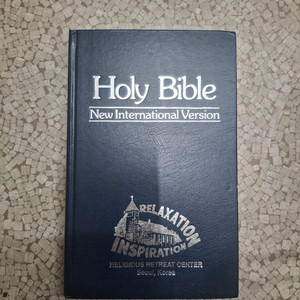 Holy Bible
New International Version
RELAXATION
INSPIRATION
RELIGIOUS RETREAT CENTER
Seoul, Korea